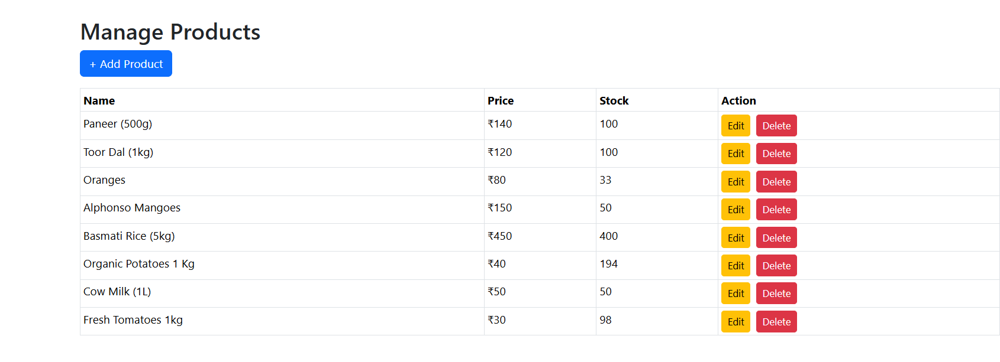 Manage Products
+ Add Product
Name Price Stock Action
Paneer (500g) ₹140 100 Edit Delete
Toor Dal (1kg) ₹120 100 Edit Delete
Oranges ₹80 33 Edit Delete
Alphonso Mangoes ₹150 50 Edit Delete
Basmati Rice (5kg) ₹450 400 Edit Delete
Organic Potatoes 1 Kg ₹40 194 Edit Delete
Cow Milk (1L) ₹50 50 Edit Delete
Fresh Tomatoes 1kg ₹30 98 Edit Delete